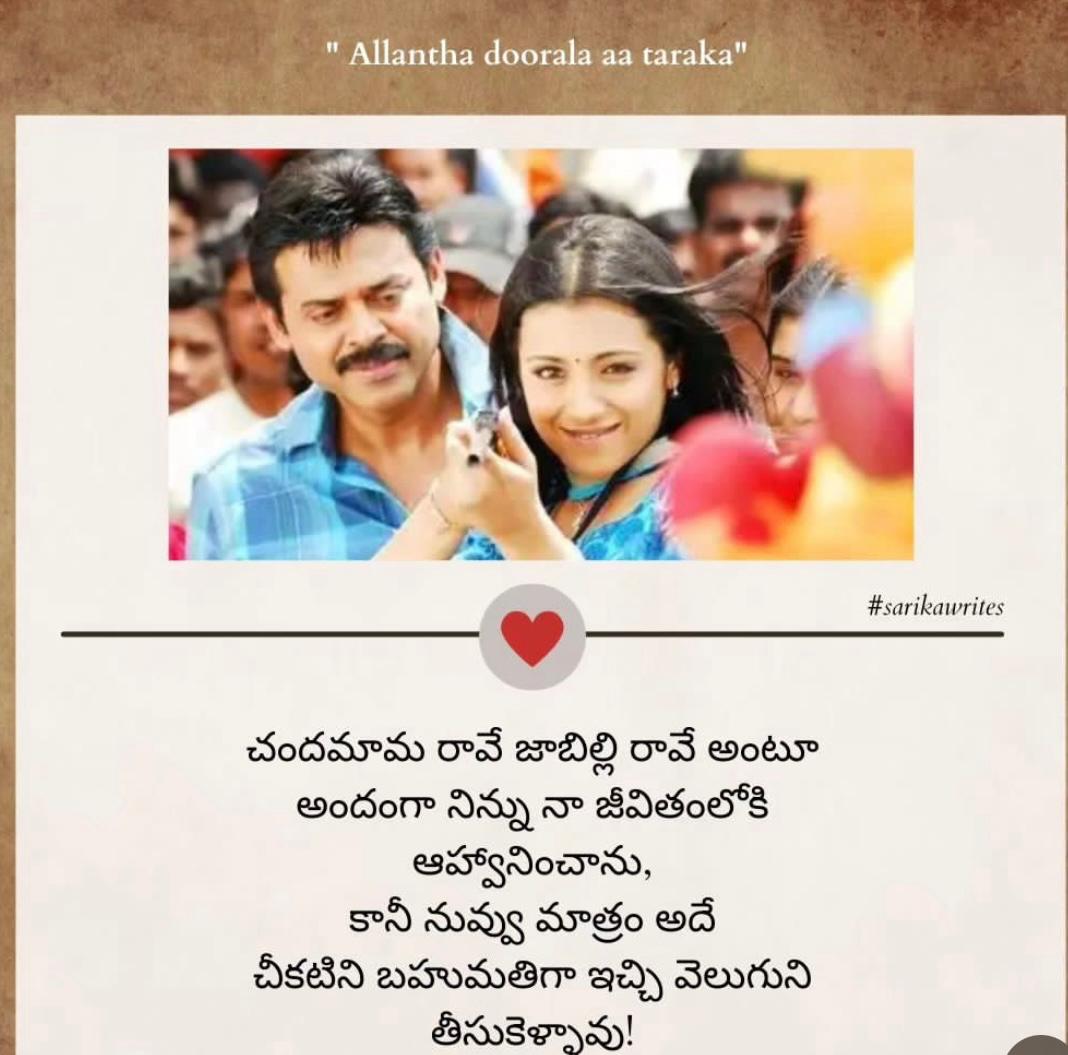 " Allantha doorala aa taraka"
#sarikawrites
చందమామ రావే జాబిల్లి రావే అంటూ
అందంగా నిన్ను నా జీవితంలోకి
ఆహ్వానించాను,
కానీ నువ్వు మాత్రం అదే
చీకటిని బహుమతిగా ఇచ్చి వెలుగుని
తీసుకెళ్ళావు!